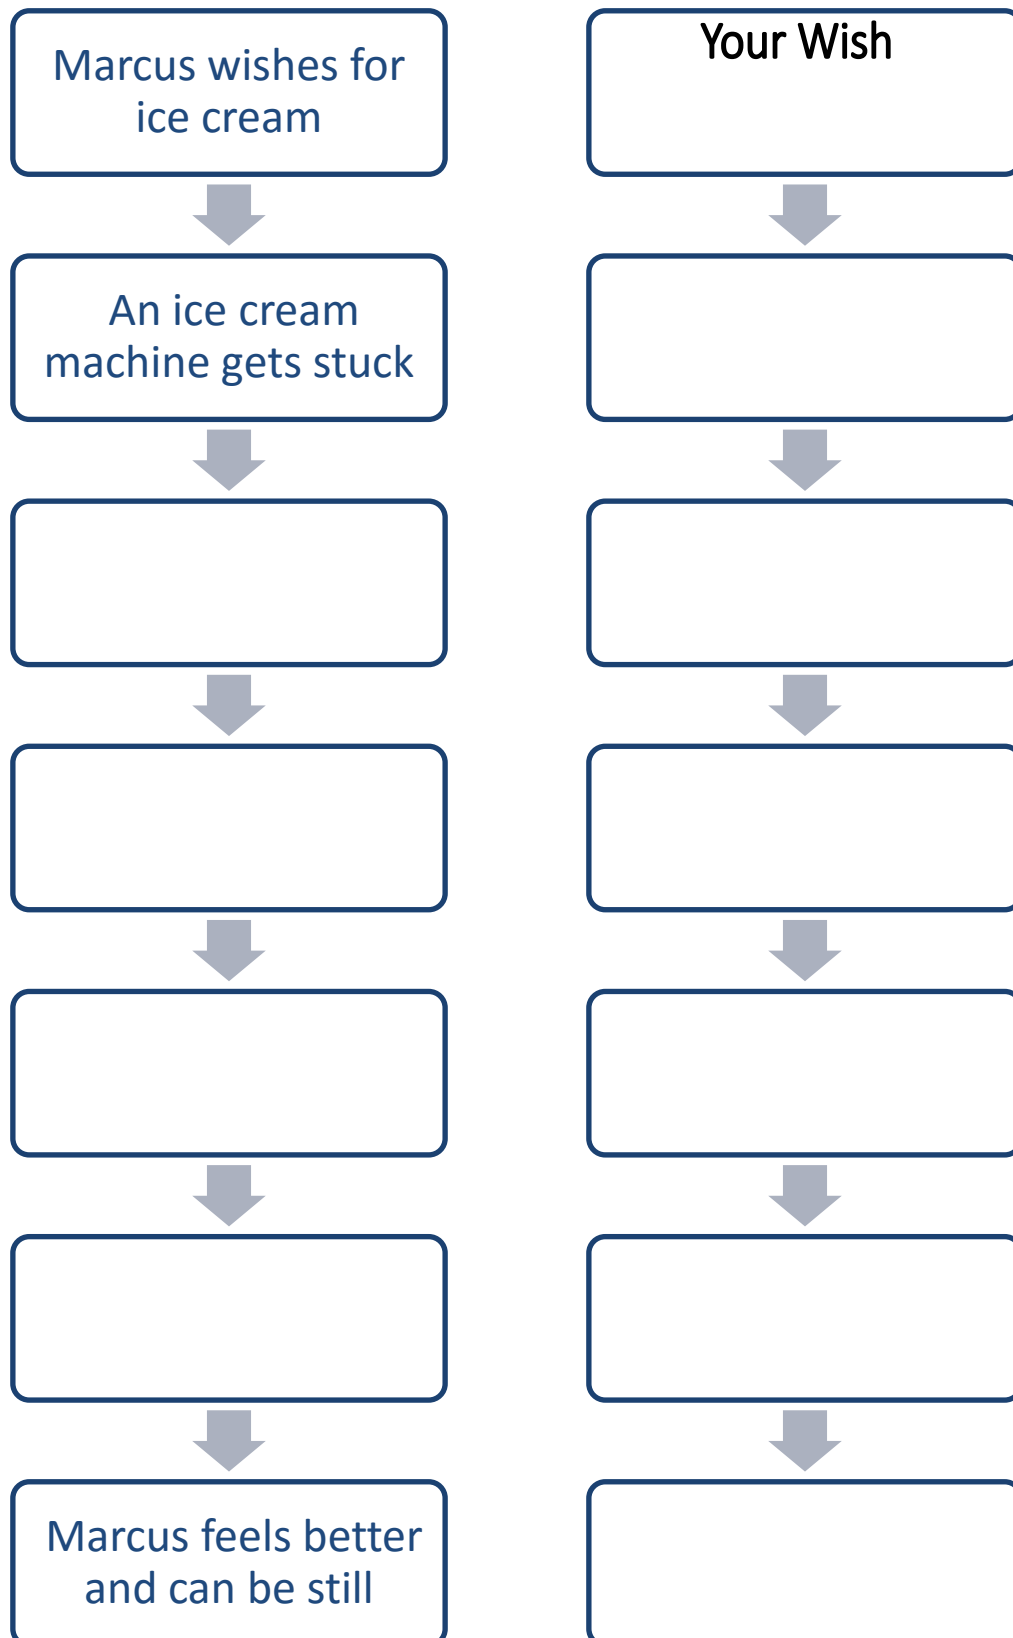 Marcus wishes for
ice cream
Your Wish
An ice cream
machine gets stuck
Marcus feels better
and can be still